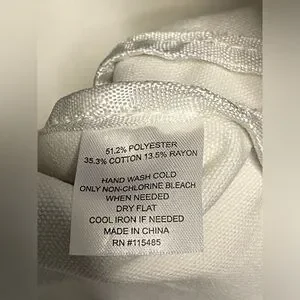 51.2% POLYESTER
35.3% COTTON 13.5% RAYON
HAND WASH COLD
ONLY NON-CHLORINE BLEACH
WHEN NEEDED
DRY FLAT
COOL IRON IF NEEDED
MADE IN CHINA
RN #115485